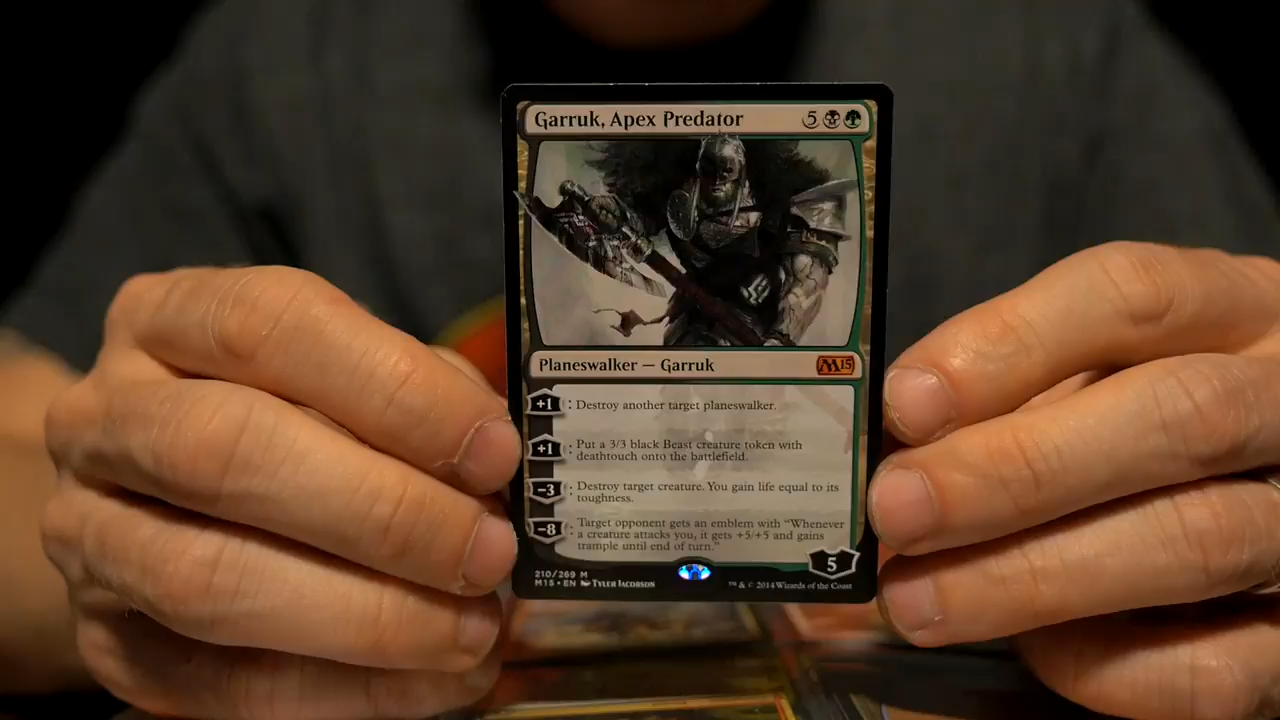 Garruk, Apex Predator 5
Planeswalker — Garruk M15
+1 : Destroy another target planeswalker.
+1 : Put a 3/3 black Beast creature token with
deathtouch onto the battlefield.
−3 : Destroy target creature. You gain life equal to its
toughness.
−8 : Target opponent gets an emblem with “Whenever
a creature attacks you, it gets +5/+5 and gains
trample until end of turn.”
5
210/269 M
M15 • EN Tyler Jacobson ™ & © 2014 Wizards of the Coast